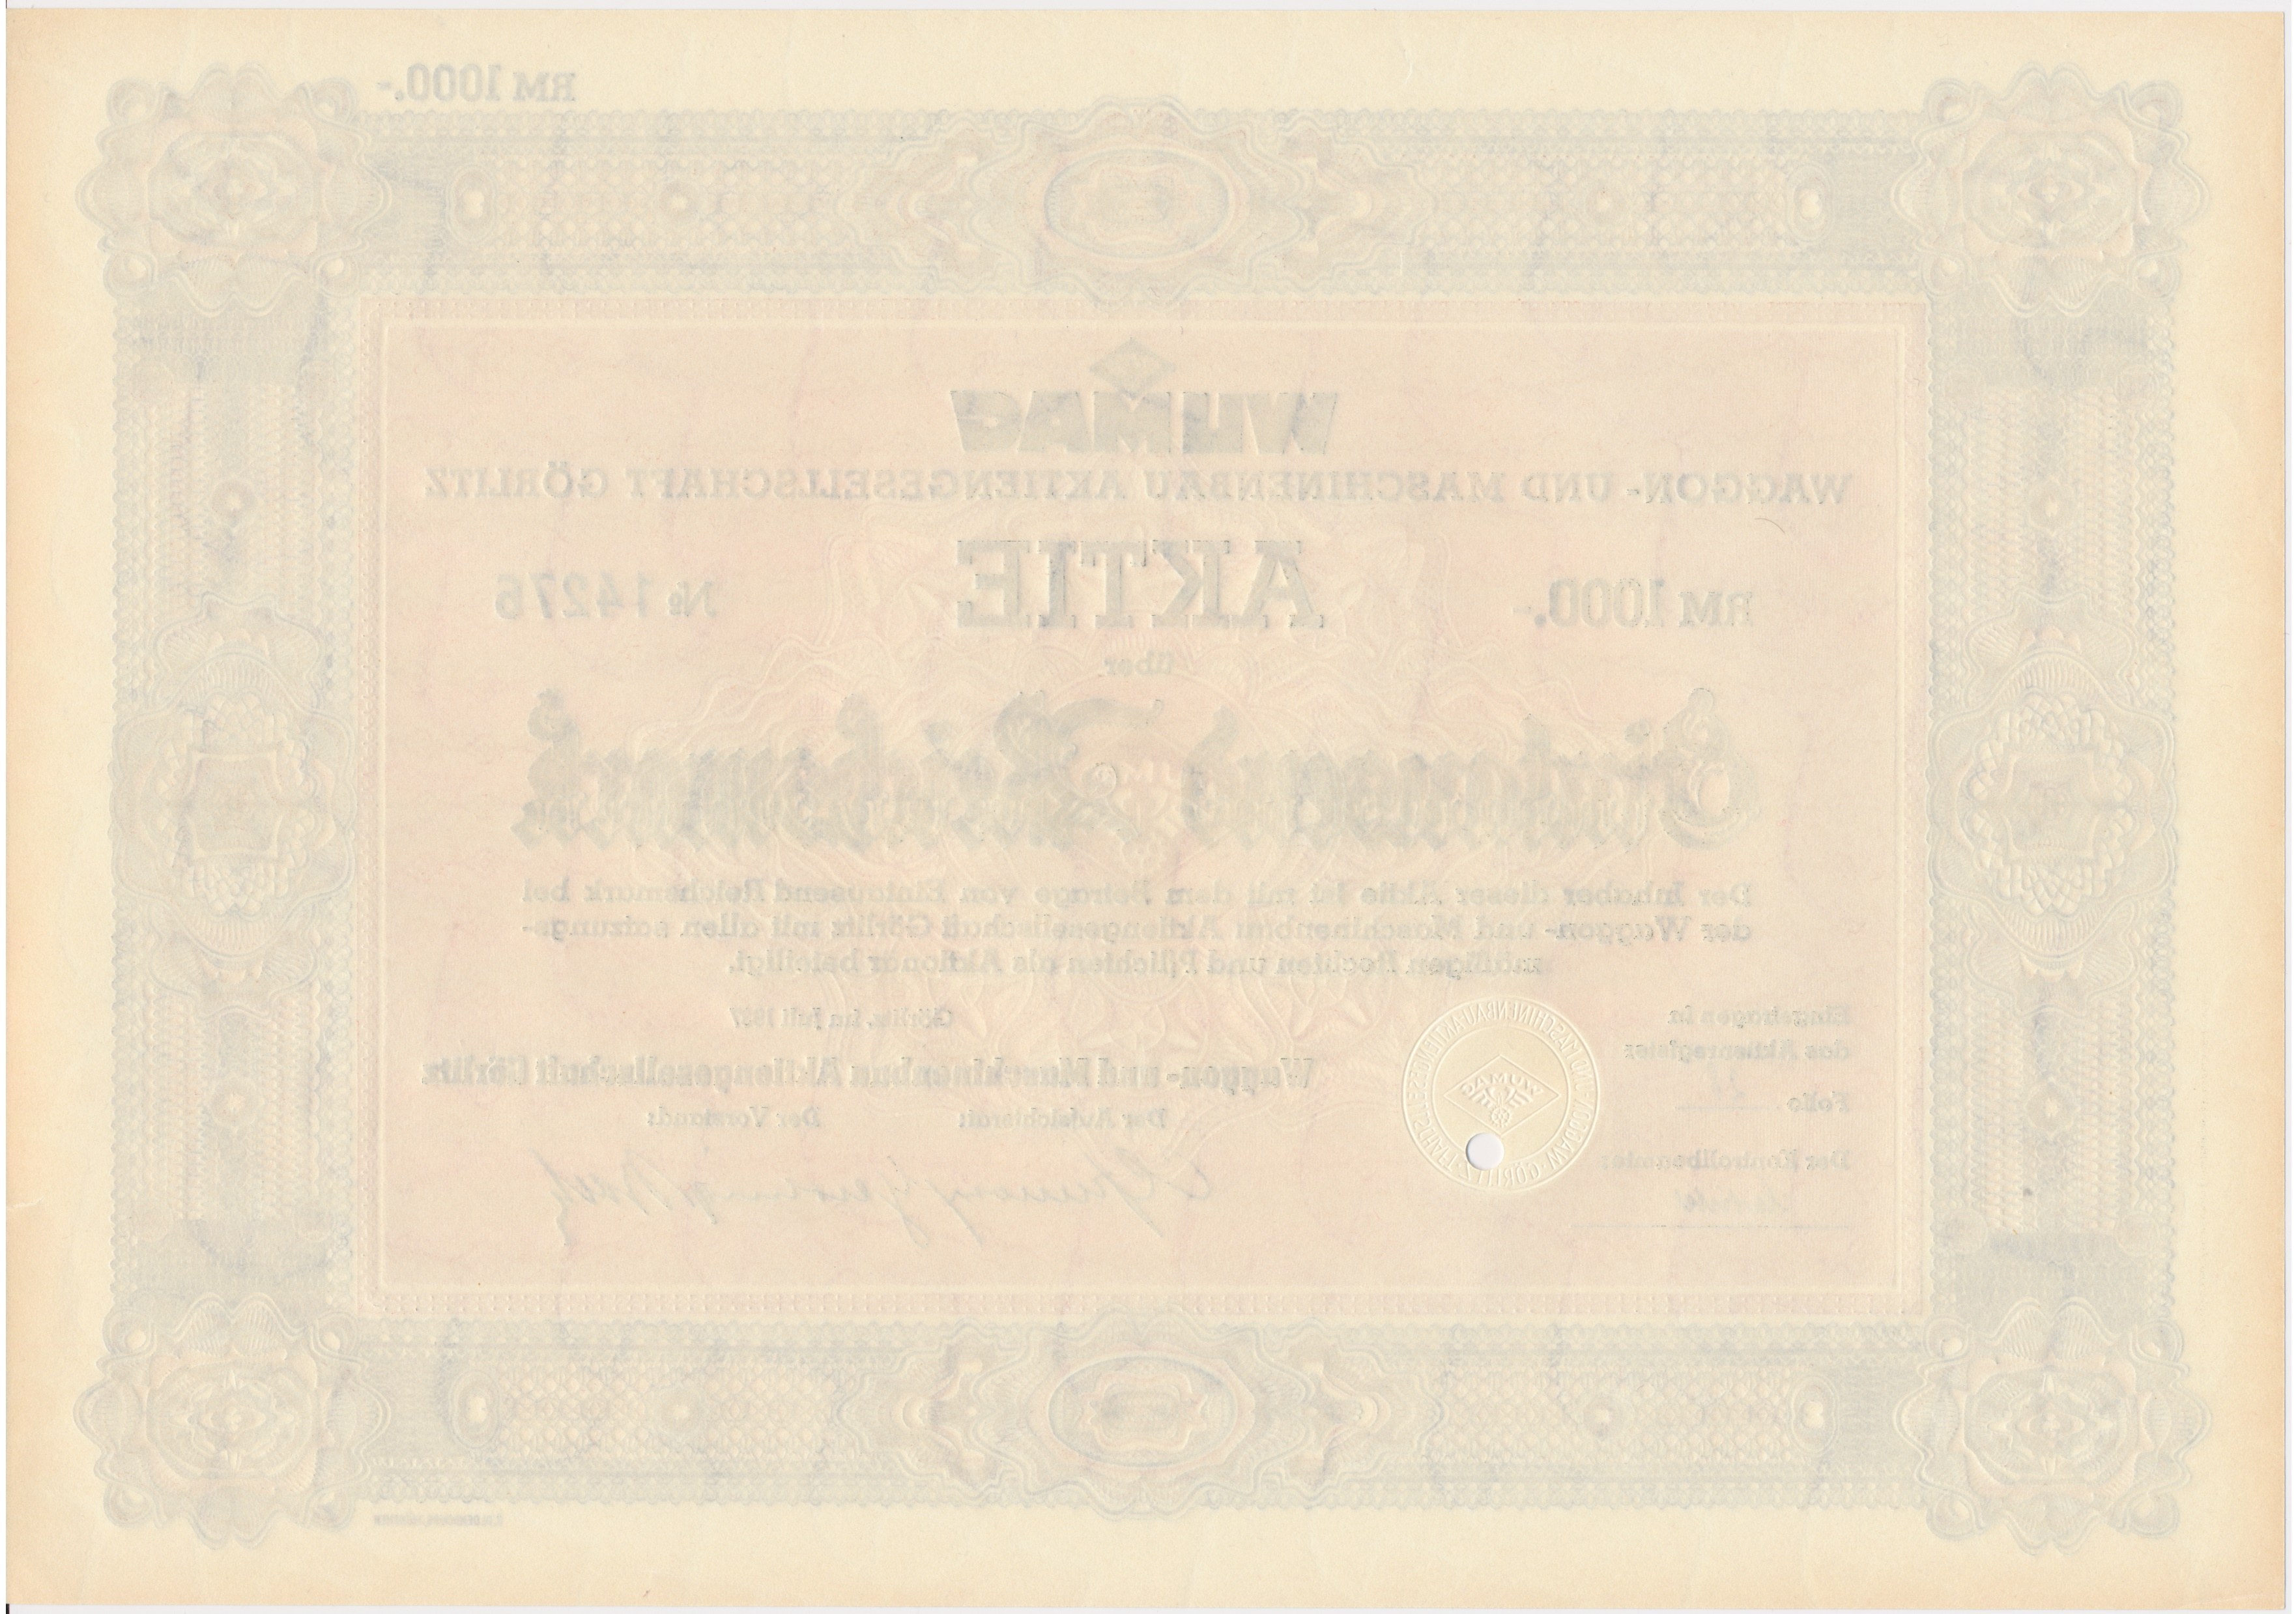 RM 1000.-
WUMAG
WAGGON- UND MASCHINENBAU AKTIENGESELLSCHAFT GÖRLITZ
RM 1000.- AKTIE № 14276
über
Eintausend Reichsmark
Der Inhaber dieser Aktie ist mit dem Betrage von Eintausend Reichsmark bei
der Waggon- und Maschinenbau Aktiengesellschaft Görlitz mit allen satzungs-
mäßigen Rechten und Pflichten als Aktionär beteiligt.
Eingetragen in
das Aktienregister
Folio
Der Kontrollbeamte:
Görlitz, im Juli 1937
Waggon- und Maschinenbau Aktiengesellschaft Görlitz.
Der Aufsichtsrat: Der Vorstand:
WUMAG